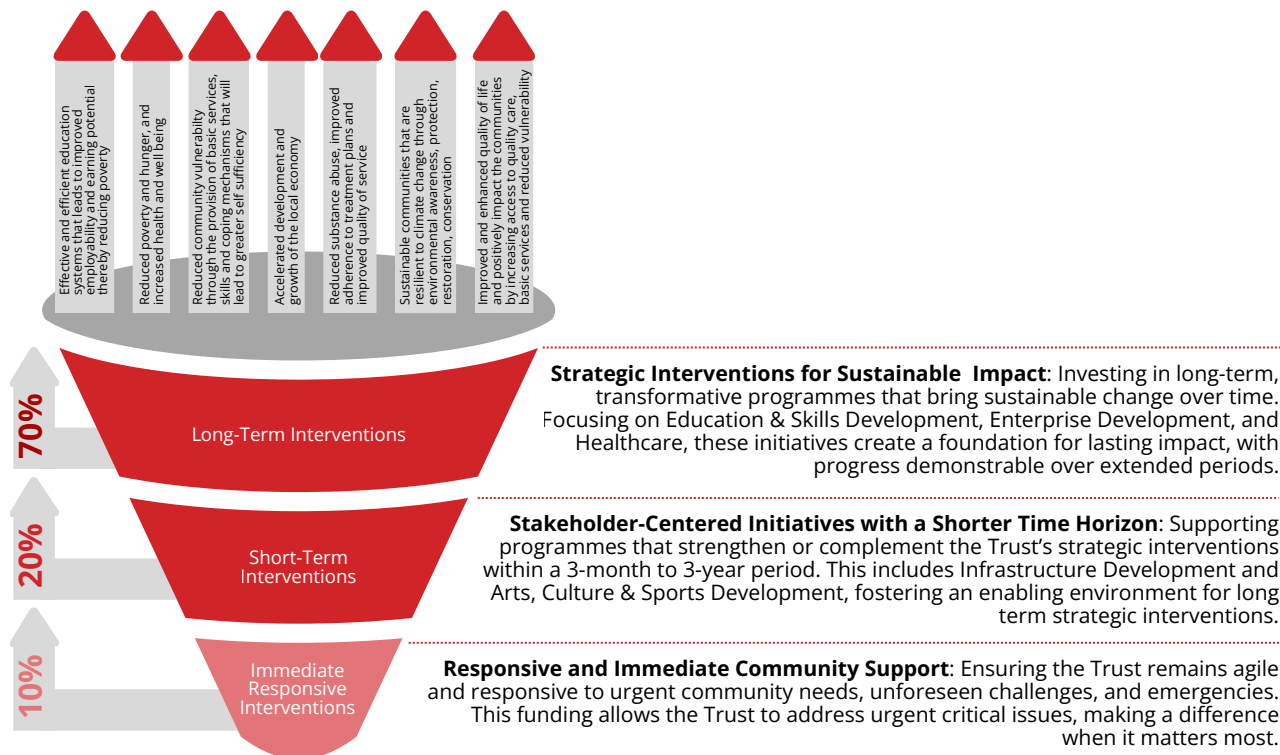 Effective and efficient education
systems that leads to improved
employability and earning potential
thereby reducing poverty
Reduced poverty and hunger, and
increased health and well being
Reduced community vulnerabilty
through the provision of basic services,
skills and coping mechanisms that will
lead to greater self sufficiency
Accelerated development and
growth of the local economy
Reduced substance abuse, improved
adherence to treatment plans and
improved quality of service
Sustainable communities that are
resilient to climate change through
environmental awareness, protection,
restoration, conservation
Improved and enhanced quality of life
and positively impact the communities
by increasing access to quality care,
basic services and reduced vulnerability
70%
Long-Term Interventions
Strategic Interventions for Sustainable Impact: Investing in long-term,
transformative programmes that bring sustainable change over time.
Focusing on Education & Skills Development, Enterprise Development, and
Healthcare, these initiatives create a foundation for lasting impact, with
progress demonstrable over extended periods.
20%
Short-Term
Interventions
Stakeholder-Centered Initiatives with a Shorter Time Horizon: Supporting
programmes that strengthen or complement the Trust’s strategic interventions
within a 3-month to 3-year period. This includes Infrastructure Development and
Arts, Culture & Sports Development, fostering an enabling environment for long
term strategic interventions.
10%
Immediate
Responsive
Interventions
Responsive and Immediate Community Support: Ensuring the Trust remains agile
and responsive to urgent community needs, unforeseen challenges, and emergencies.
This funding allows the Trust to address urgent critical issues, making a difference
when it matters most.